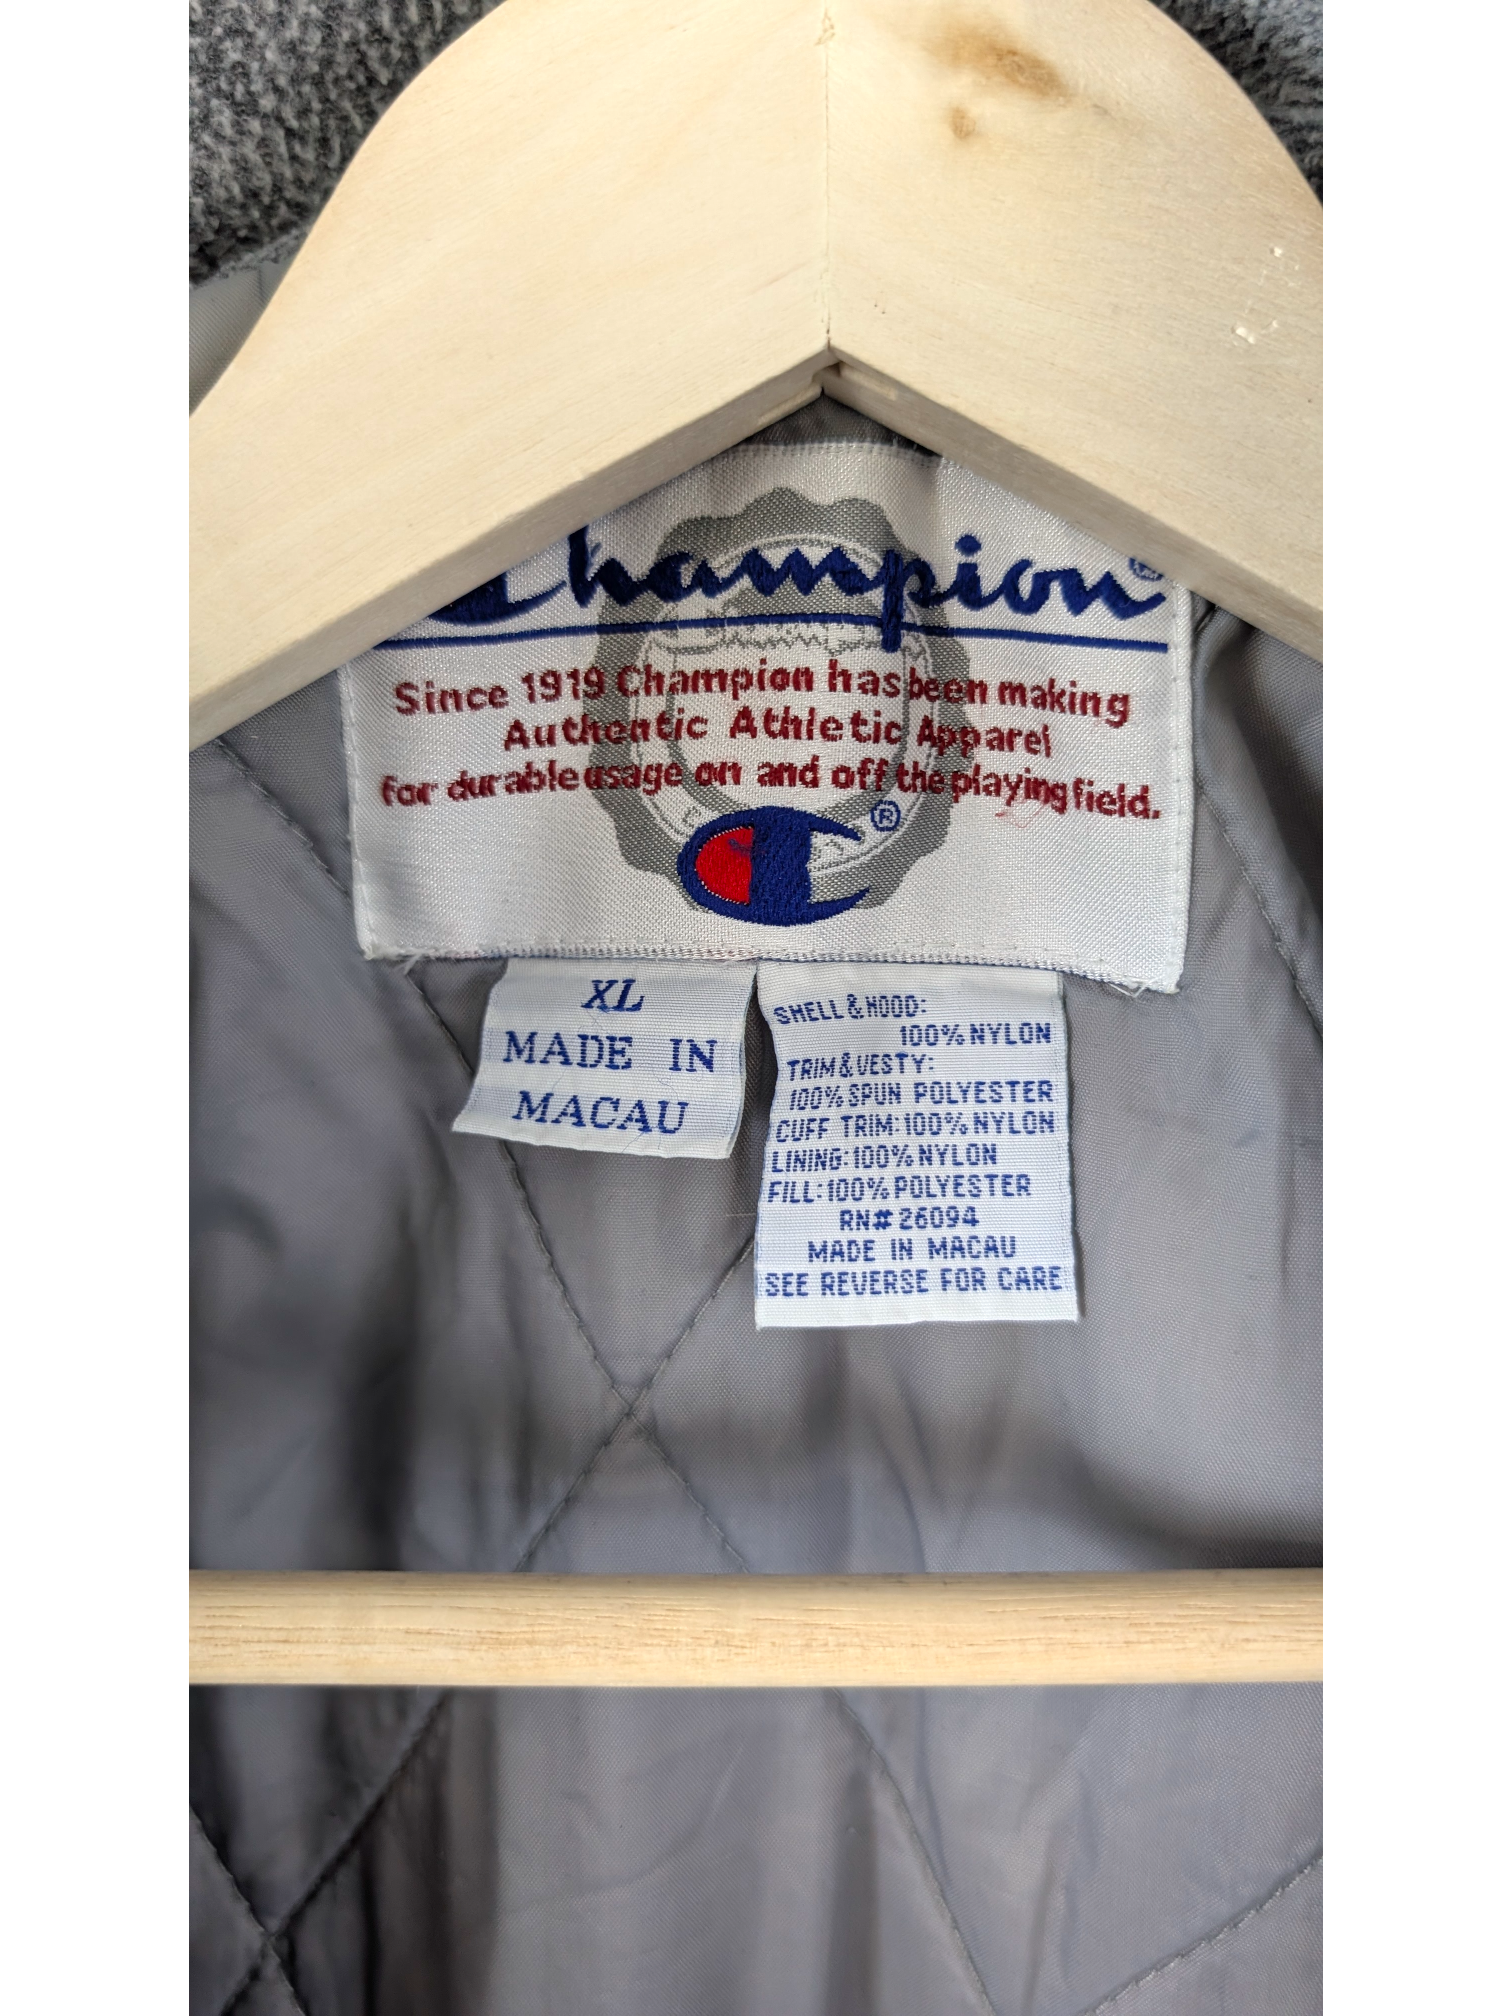 Champion®
Since 1919 Champion has been making
Authentic Athletic Apparel
for durable usage on and off the playing field.
®
XL
MADE IN
MACAU
SHELL & HOOD:
100% NYLON
TRIM & VESTY:
100% SPUN POLYESTER
CUFF TRIM: 100% NYLON
LINING: 100% NYLON
FILL: 100% POLYESTER
RN# 26094
MADE IN MACAU
SEE REVERSE FOR CARE